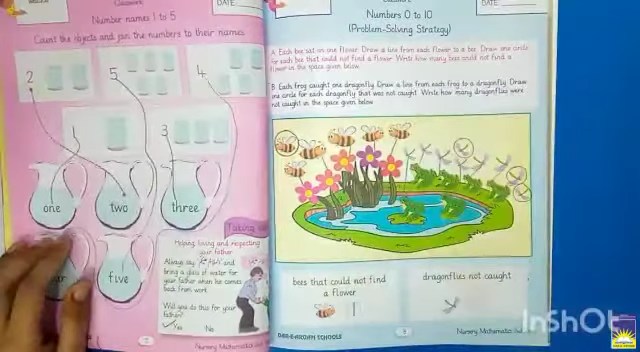 Classwork
DATE
Number names 1 to 5
Count the objects and join the numbers to their names
2
5
4
1
3
one
two
three
five
Helping, loving and respecting
your father
Always say
and
bring a glass of water for
your father when he comes
back from work.
Will you do this for your
father?
Yes No
DATE
Numbers 0 to 10
(Problem-Solving Strategy)
A. Each bee sat on one flower. Draw a line from each flower to a bee. Draw one circle
for each bee that could not find a flower. Write how many bees could not find a
flower in the space given below.
B. Each frog caught one dragonfly. Draw a line from each frog to a dragonfly. Draw
one circle for each dragonfly that was not caught. Write how many dragonflies were
not caught in the space given below.
bees that could not find
a flower
1
dragonflies not caught
DAR-E-ARQAM SCHOOLS
Nursery Mathematics
InShOt